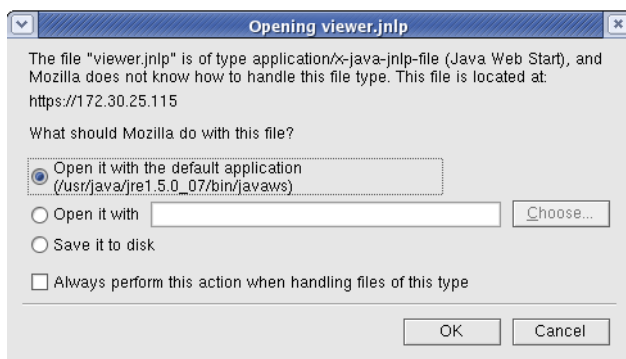 Opening viewer.jnlp
The file "viewer.jnlp" is of type application/x-java-jnlp-file (Java Web Start), and
Mozilla does not know how to handle this file type. This file is located at:
https://172.30.25.115
What should Mozilla do with this file?
Open it with the default application
(/usr/java/jre1.5.0_07/bin/javaws)
Open it with
Choose...
Save it to disk
Always perform this action when handling files of this type
OK
Cancel